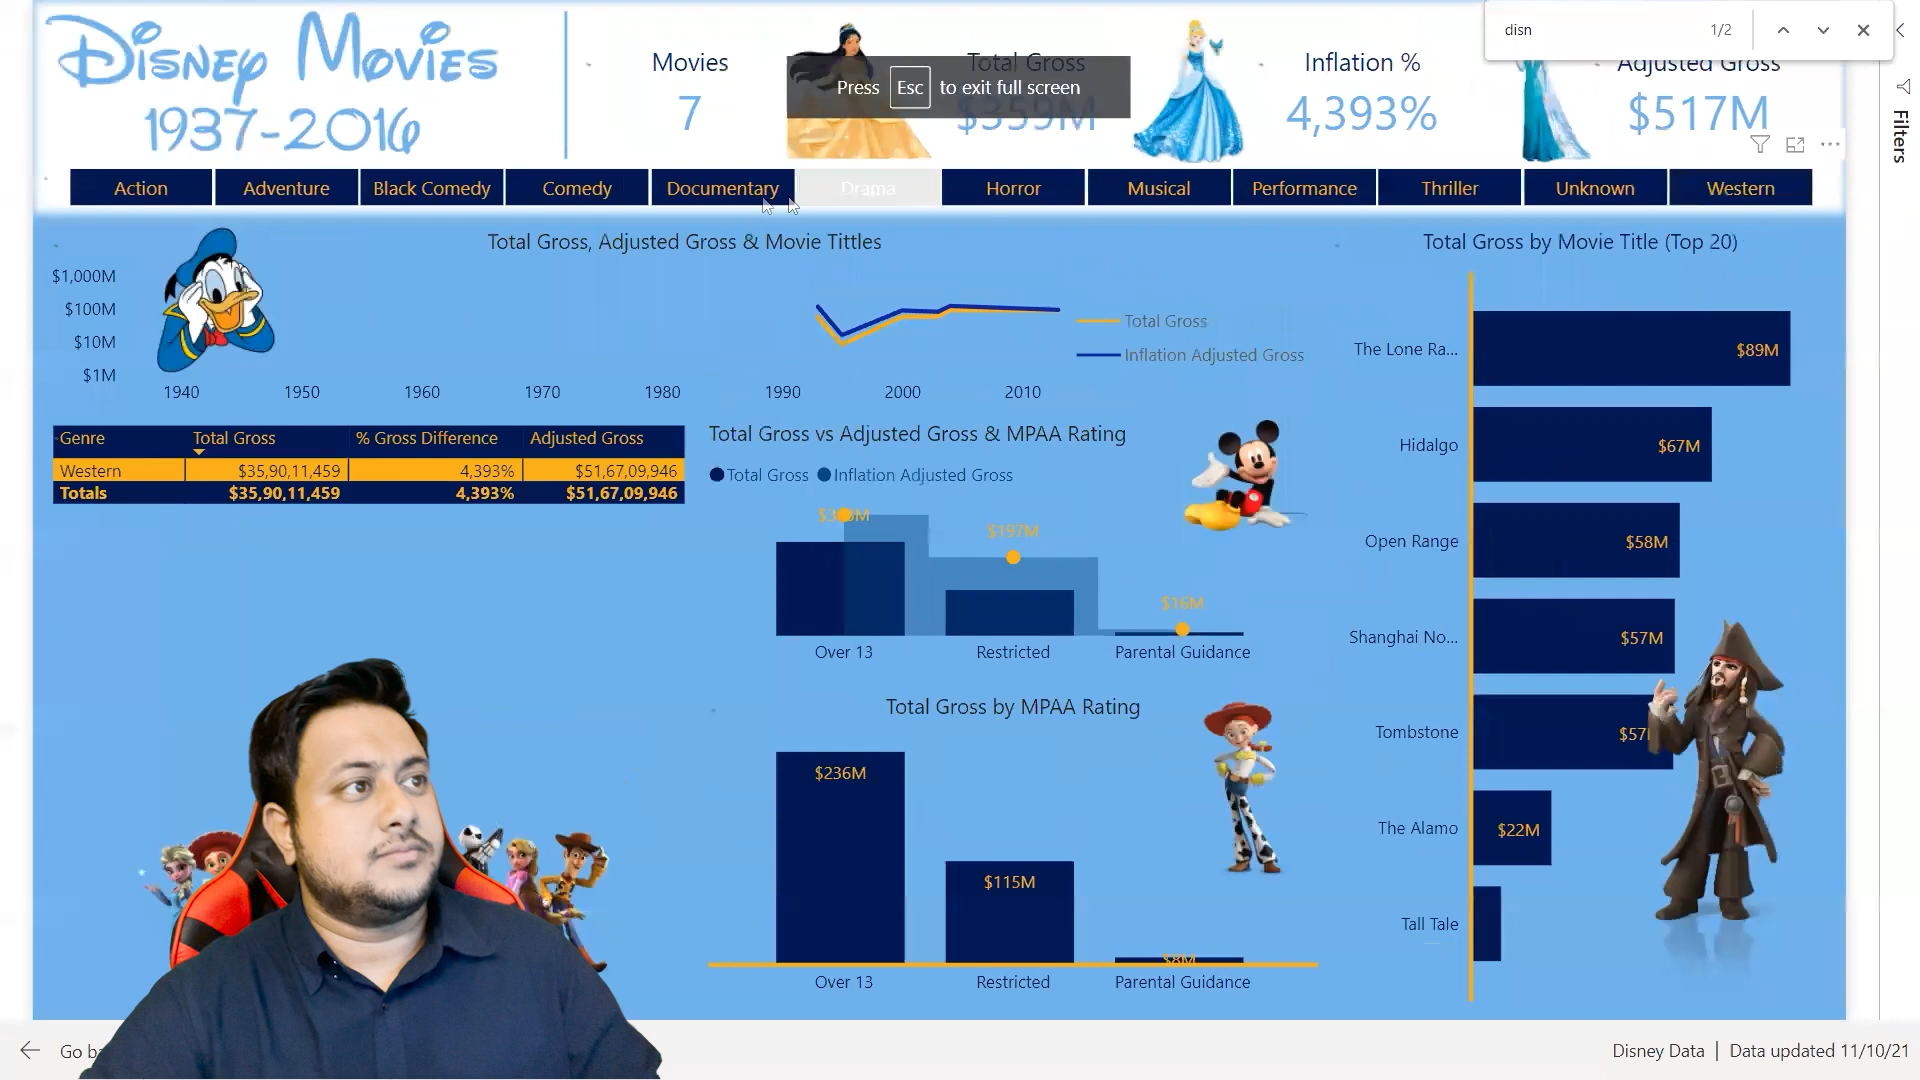 disn
1/2
Disney Movies
1937-2016
Movies
7
Total Gross
$359M
Press Esc to exit full screen
Inflation %
4,393%
Adjusted Gross
$517M
Filters
Action
Adventure
Black Comedy
Comedy
Documentary
Drama
Horror
Musical
Performance
Thriller
Unknown
Western
Total Gross, Adjusted Gross & Movie Tittles
$1,000M
$100M
$10M
$1M
1940
1950
1960
1970
1980
1990
2000
2010
Total Gross
Inflation Adjusted Gross
Genre Total Gross % Gross Difference Adjusted Gross
Western $35,90,11,459 4,393% $51,67,09,946
Totals $35,90,11,459 4,393% $51,67,09,946
Total Gross vs Adjusted Gross & MPAA Rating
Total Gross Inflation Adjusted Gross
$197M
$16M
Over 13
Restricted
Parental Guidance
Total Gross by MPAA Rating
$236M
$115M
$8M
Over 13
Restricted
Parental Guidance
Total Gross by Movie Title (Top 20)
The Lone Ra... $89M
Hidalgo $67M
Open Range $58M
Shanghai No... $57M
Tombstone $57
The Alamo $22M
Tall Tale
Go
Disney Data | Data updated 11/10/21